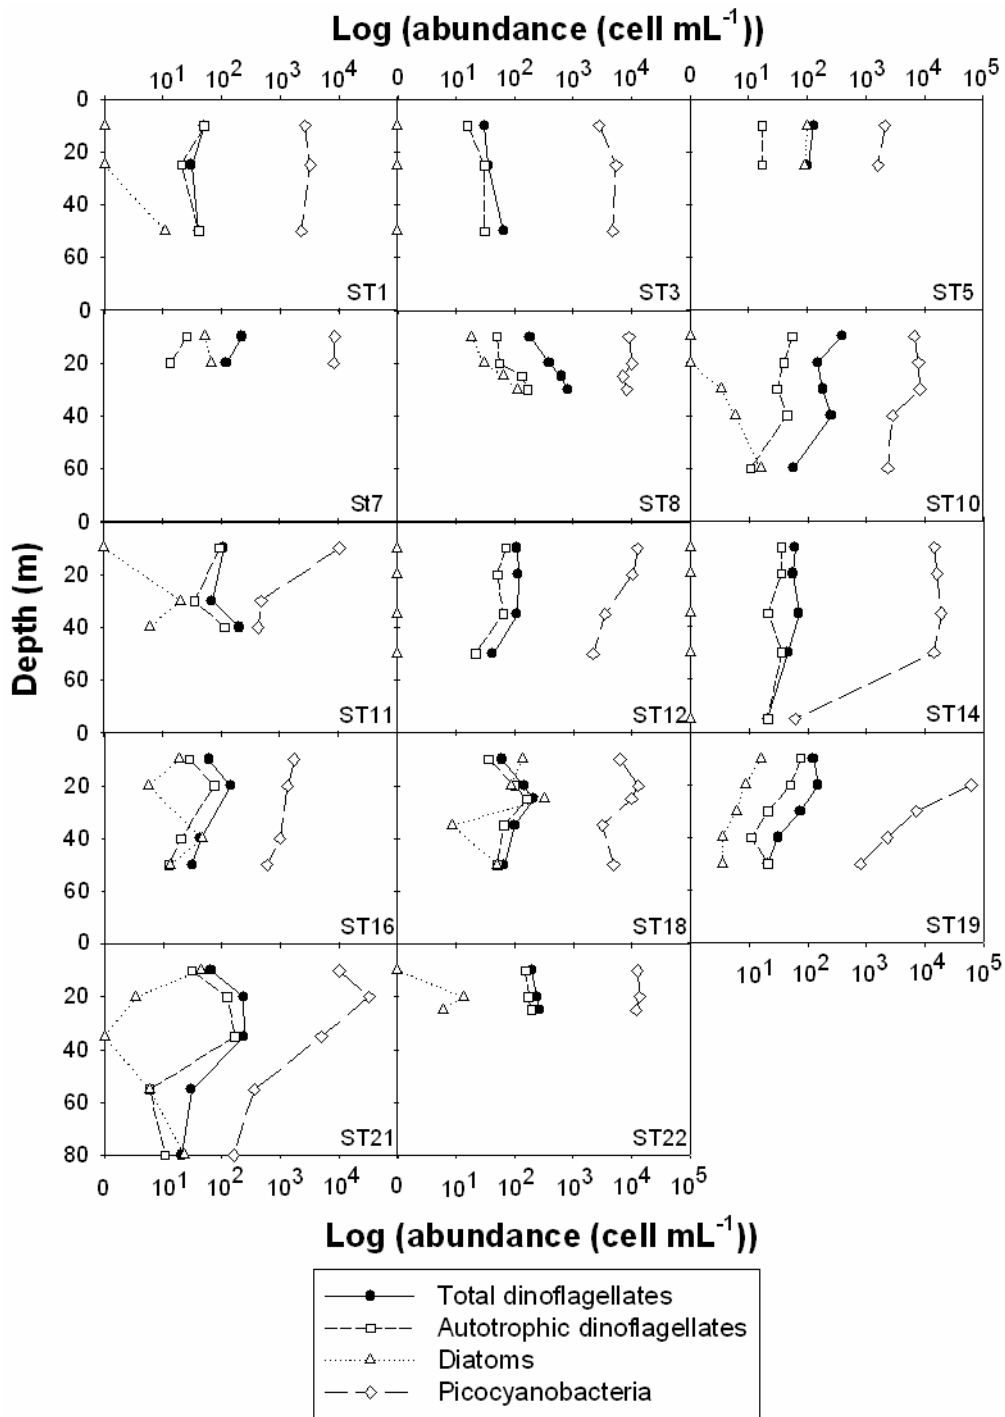 Log (abundance (cell mL⁻¹))
10¹ 10² 10³ 10⁴ 0 10¹ 10² 10³ 10⁴ 0 10¹ 10² 10³ 10⁴ 10⁵
0
20
40
60
ST1 ST3 ST5
0
20
40
60
St7 ST8 ST10
0
20
40
60
ST11 ST12 ST14
0
20
40
60
ST16 ST18 ST19
0
10¹ 10² 10³ 10⁴ 10⁵
20
40
60
80
ST21 ST22
0 10¹ 10² 10³ 10⁴ 0 10¹ 10² 10³ 10⁴ 10⁵
Depth (m)
Log (abundance (cell mL⁻¹))
Total dinoflagellates
Autotrophic dinoflagellates
Diatoms
Picocyanobacteria